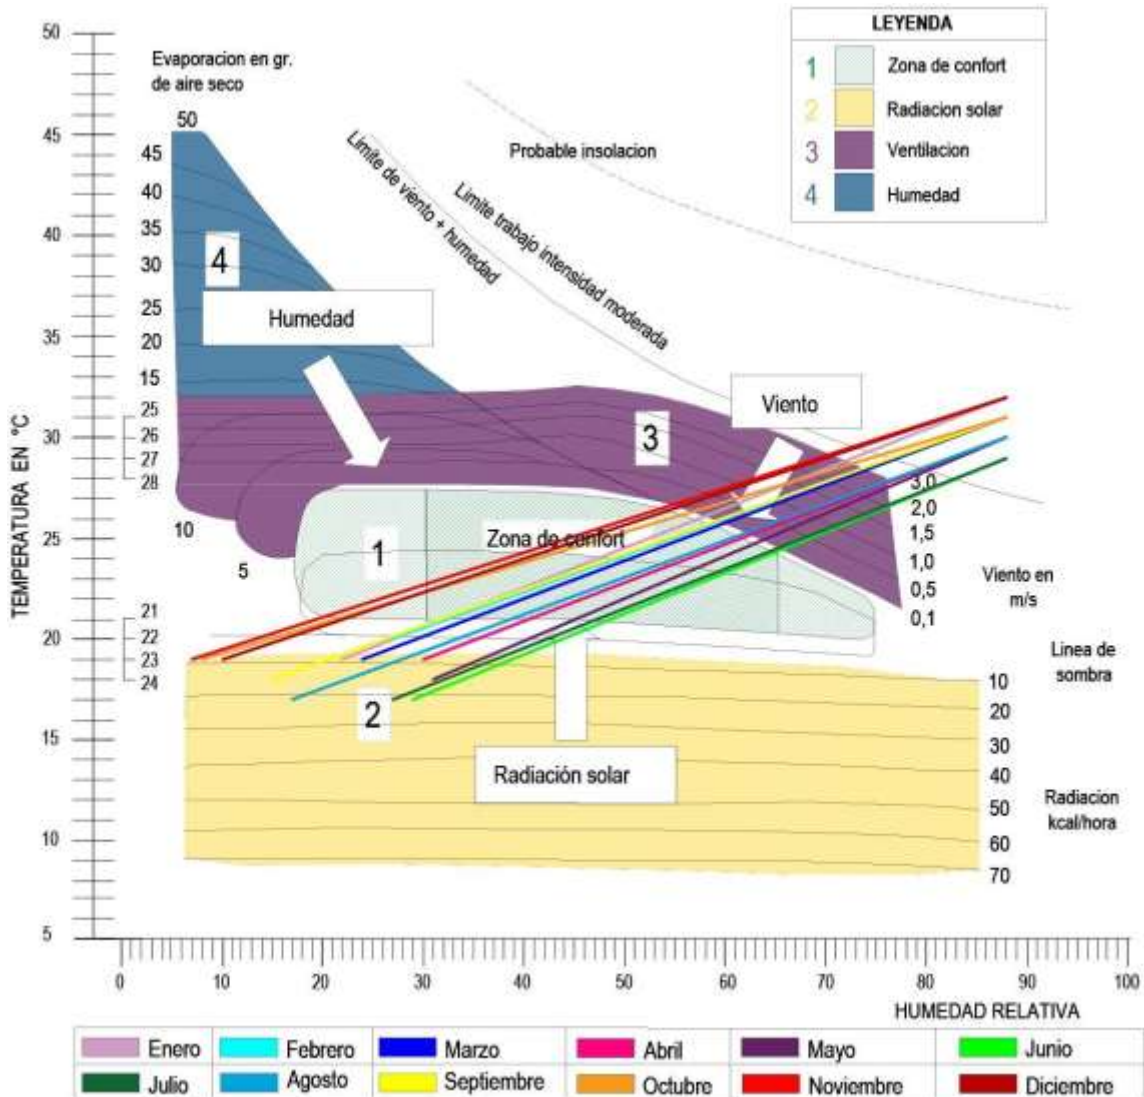 LEYENDA
1 Zona de confort
2 Radiacion solar
3 Ventilacion
4 Humedad
Evaporacion en gr.
de aire seco
50
45
40
35
30
25
20
15
10
5
TEMPERATURA EN ºC
50
45
40
35
30
25
20
15
10
5
25
26
27
28
21
22
23
24
Probable insolacion
Limite trabajo intensidad moderada
Limite de viento + humedad
4
Humedad
Viento
3
1
Zona de confort
2
Radiación solar
3,0
2,0
1,5
1,0
0,5
0,1
Viento en
m/s
Linea de
sombra
10
20
30
40
50
60
70
Radiacion
kcal/hora
0 10 20 30 40 50 60 70 80 90 100
HUMEDAD RELATIVA
Enero Febrero Marzo Abril Mayo Junio
Julio Agosto Septiembre Octubre Noviembre Diciembre